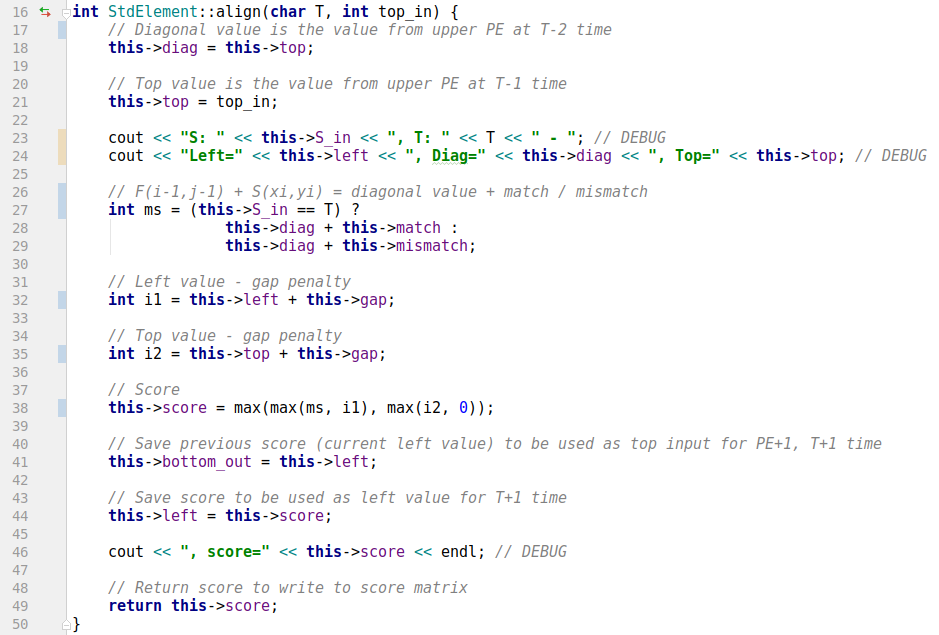 16 int StdElement::align(char T, int top_in) {
17     // Diagonal value is the value from upper PE at T-2 time
18     this->diag = this->top;
19
20     // Top value is the value from upper PE at T-1 time
21     this->top = top_in;
22
23     cout << "S: " << this->S_in << ", T: " << T << " - "; // DEBUG
24     cout << "Left=" << this->left << ", Diag=" << this->diag << ", Top=" << this->top; // DEBUG
25
26     // F(i-1,j-1) + S(xi,yi) = diagonal value + match / mismatch
27     int ms = (this->S_in == T) ?
28                  this->diag + this->match :
29                  this->diag + this->mismatch;
30
31     // Left value - gap penalty
32     int i1 = this->left + this->gap;
33
34     // Top value - gap penalty
35     int i2 = this->top + this->gap;
36
37     // Score
38     this->score = max(max(ms, i1), max(i2, 0));
39
40     // Save previous score (current left value) to be used as top input for PE+1, T+1 time
41     this->bottom_out = this->left;
42
43     // Save score to be used as left value for T+1 time
44     this->left = this->score;
45
46     cout << ", score=" << this->score << endl; // DEBUG
47
48     // Return score to write to score matrix
49     return this->score;
50 }